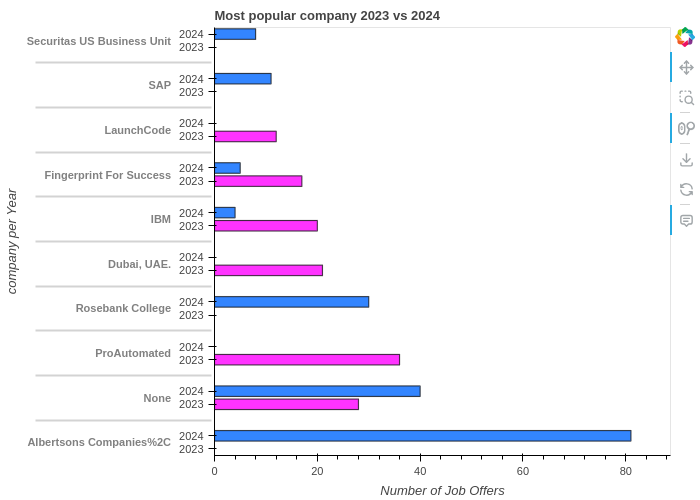 Most popular company 2023 vs 2024
Securitas US Business Unit
2024
2023
SAP
2024
2023
LaunchCode
2024
2023
Fingerprint For Success
2024
2023
IBM
2024
2023
Dubai, UAE.
2024
2023
Rosebank College
2024
2023
ProAutomated
2024
2023
None
2024
2023
Albertsons Companies%2C
2024
2023
company per Year
0 20 40 60 80
Number of Job Offers